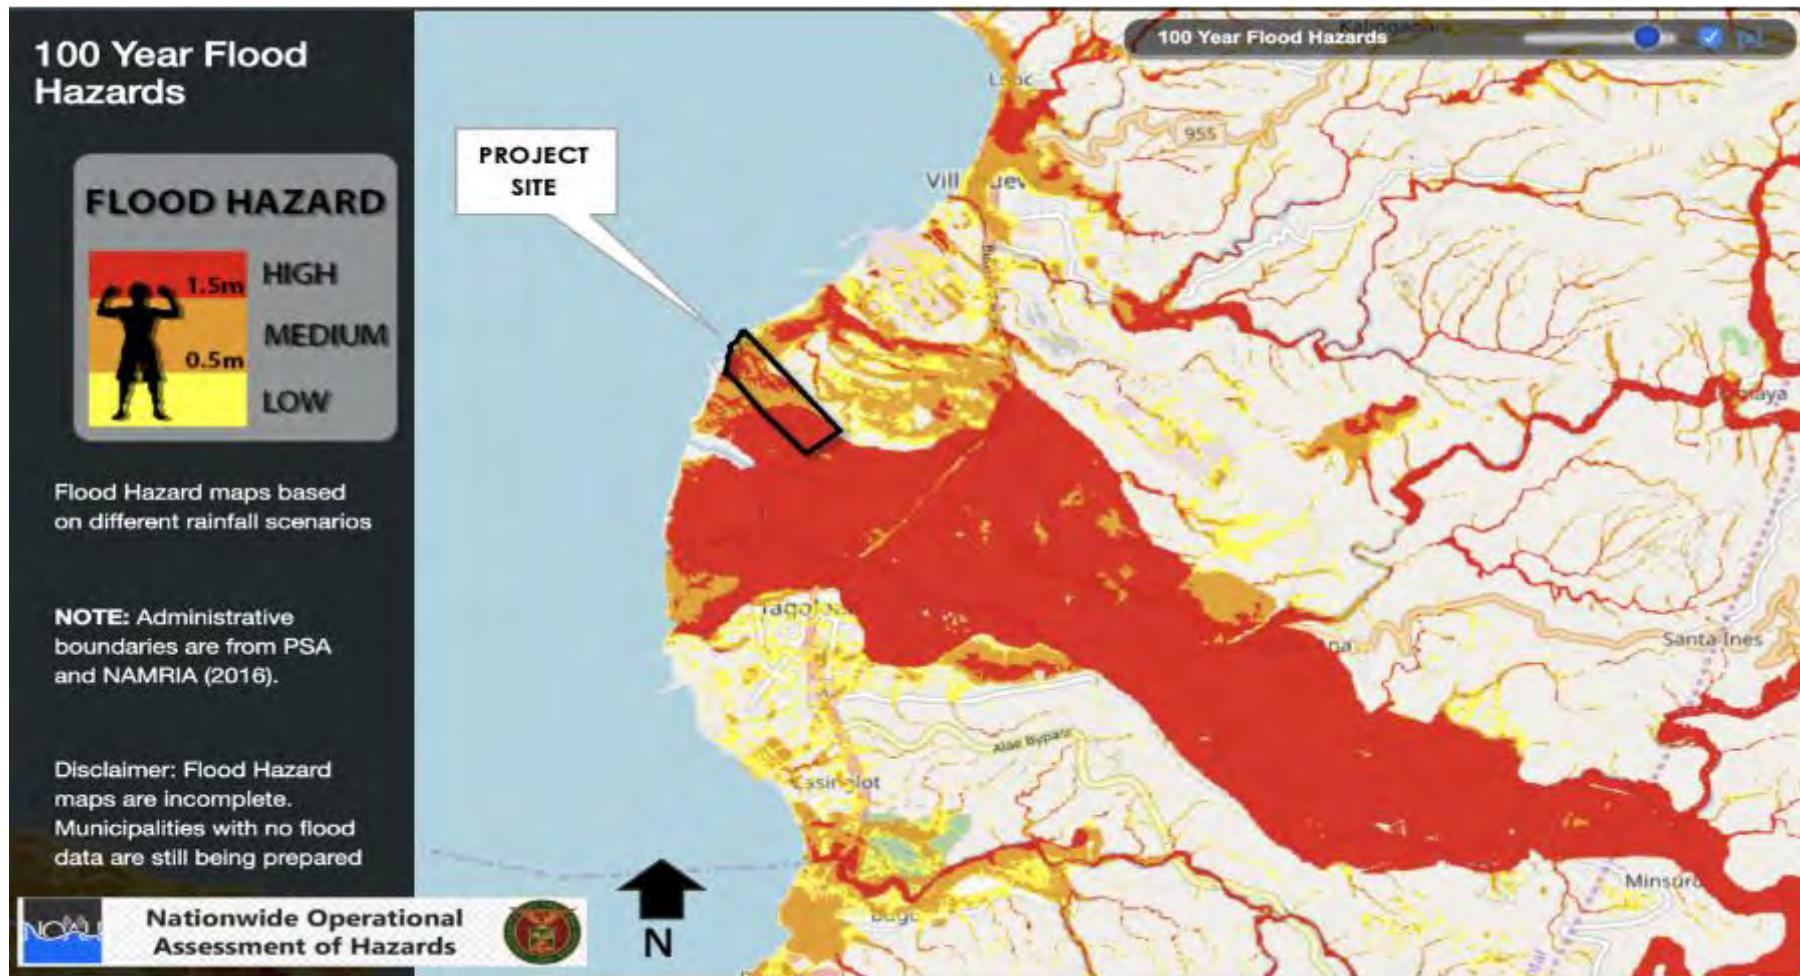 100 Year Flood
Hazards
FLOOD HAZARD
1.5m
HIGH
MEDIUM
0.5m
LOW
Flood Hazard maps based
on different rainfall scenarios
NOTE: Administrative
boundaries are from PSA
and NAMRIA (2016).
Disclaimer: Flood Hazard
maps are incomplete.
Municipalities with no flood
data are still being prepared
NOAH
Nationwide Operational
Assessment of Hazards
100 Year Flood Hazards
PROJECT
SITE
955
Santa Ines
Alae Bypass
N